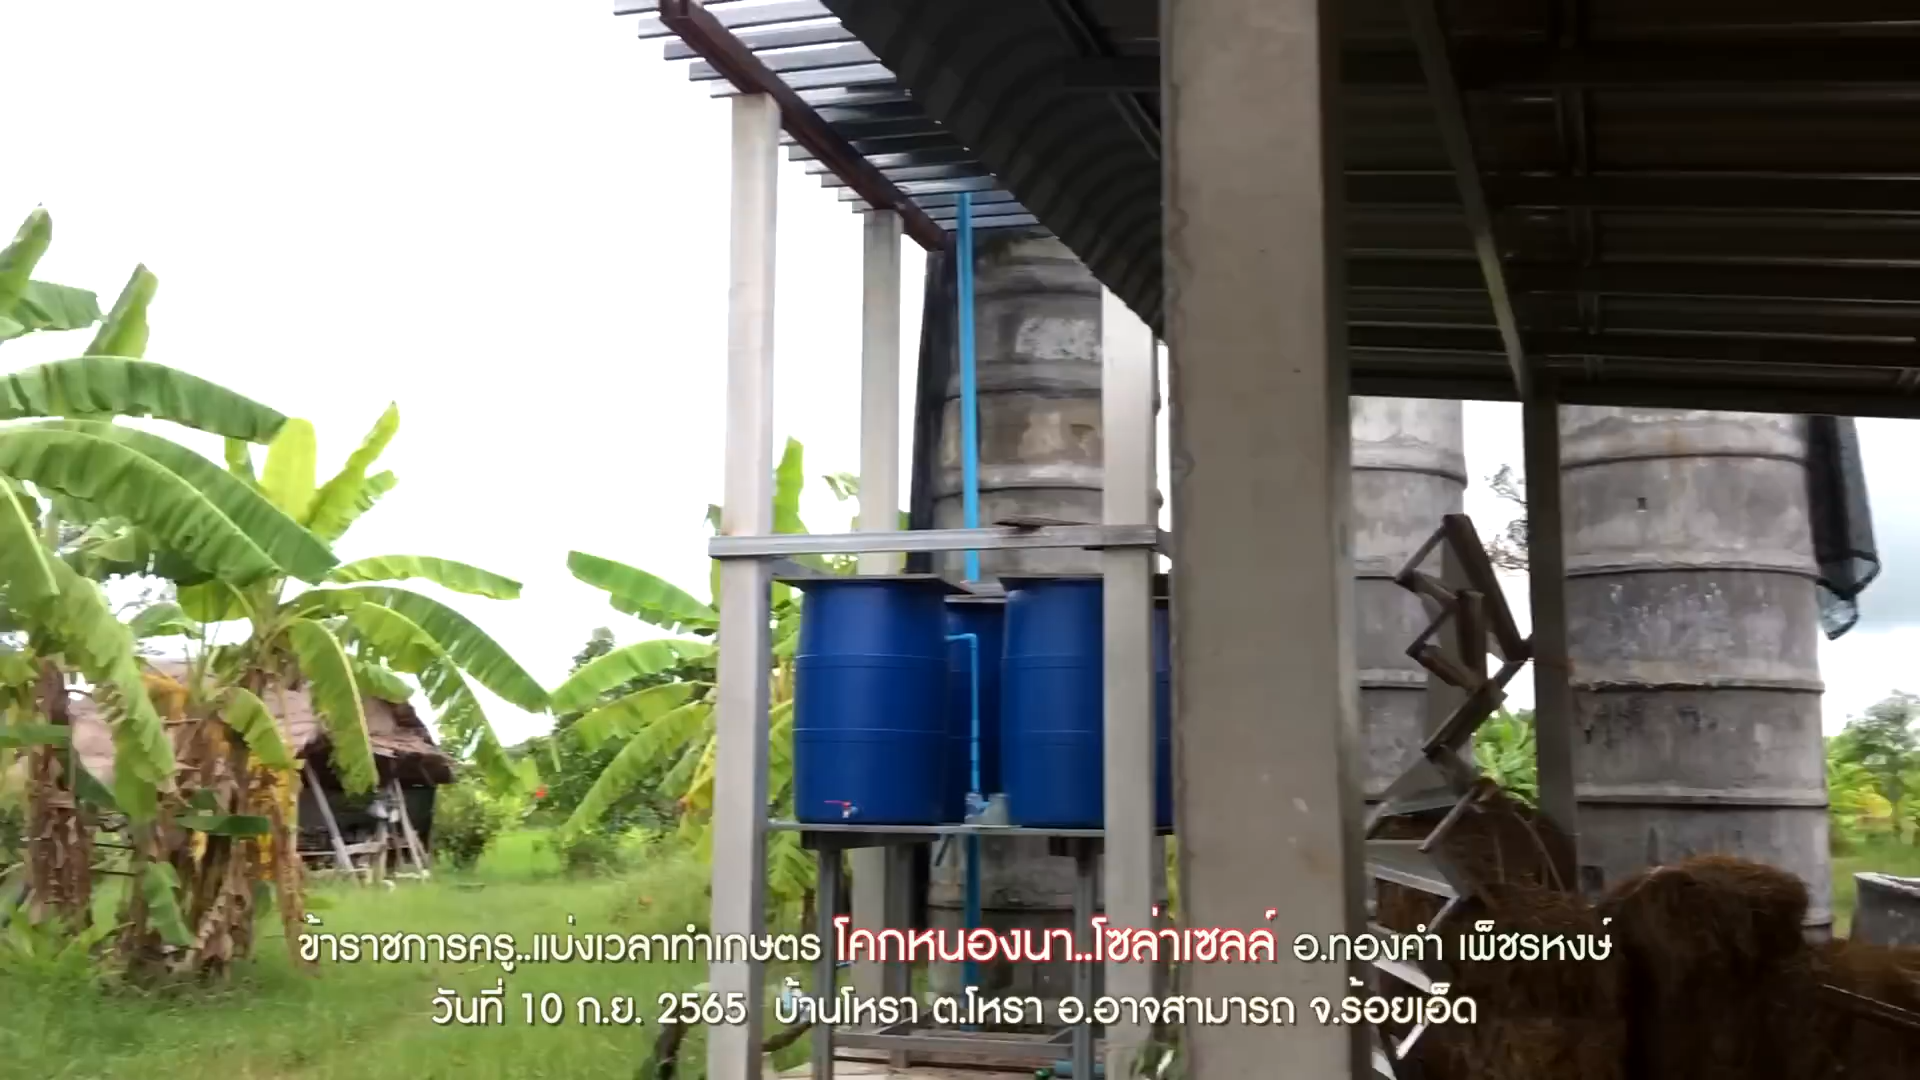 ข้าราชการครู..แบ่งเวลาทำเกษตร โคกหนองนา..โซล่าเซลล์ อ.ทองคำ เพ็ชรหงษ์
วันที่ 10 ก.ย. 2565 บ้านโหรา ต.โหรา อ.อาจสามารถ จ.ร้อยเอ็ด